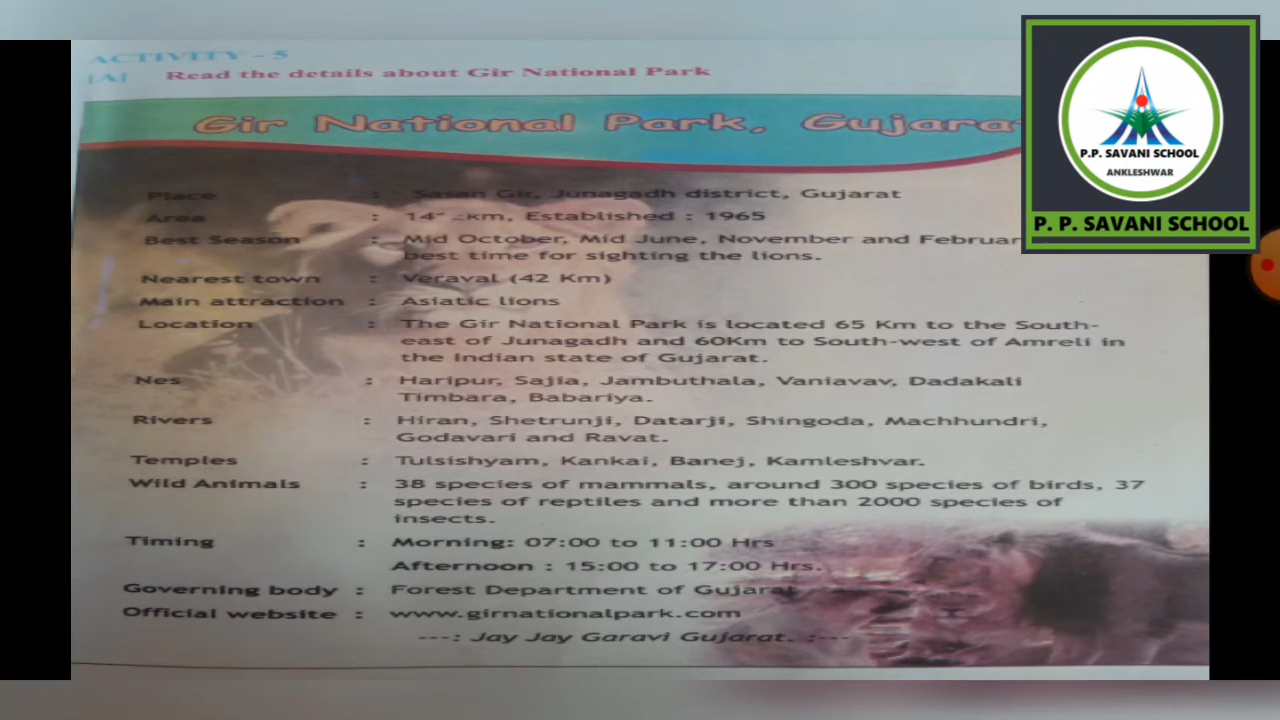 ACTIVITY - 5
[A] Read the details about Gir National Park
Gir National Park, Gujara
Place : Sasan Gir, Junagadh district, Gujarat
Area : km, Established : 1965
Best Season : Mid October, Mid June, November and Februar
best time for sighting the lions.
Nearest town : Veraval (42 Km)
Main attraction : Asiatic lions
Location : The Gir National Park is located 65 Km to the South-
east of Junagadh and 60Km to South-west of Amreli in
the Indian state of Gujarat.
Nes : Haripur, Sajia, Jambuthala, Vaniavav, Dadakali
Timbara, Babariya.
Rivers : Hiran, Shetrunji, Datarji, Shingoda, Machhundri,
Godavari and Ravat.
Temples : Tulsishyam, Kankai, Banej, Kamleshvar.
Wild Animals : 38 species of mammals, around 300 species of birds, 37
species of reptiles and more than 2000 species of
insects.
Timing : Morning: 07:00 to 11:00 Hrs
Afternoon : 15:00 to 17:00 Hrs.
Governing body : Forest Department of Gujarat
Official website : www.girnationalpark.com
---: Jay Jay Garavi Gujarat. :---
P.P. SAVANI SCHOOL
ANKLESHWAR
P. P. SAVANI SCHOOL